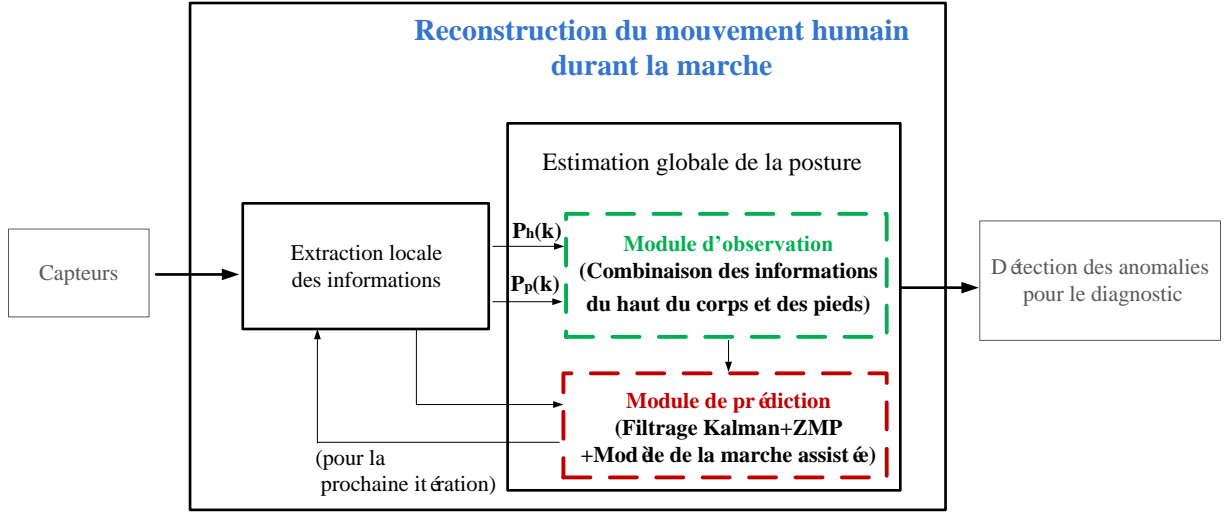 Reconstruction du mouvement humain
durant la marche
Estimation globale de la posture
Capteurs
Extraction locale
des informations
Ph(k)
Pp(k)
Module d'observation
(Combinaison des informations
du haut du corps et des pieds)
Détection des anomalies
pour le diagnostic
Module de prédiction
(Filtrage Kalman+ZMP
+Modèle de la marche assistée)
(pour la
prochaine itération)